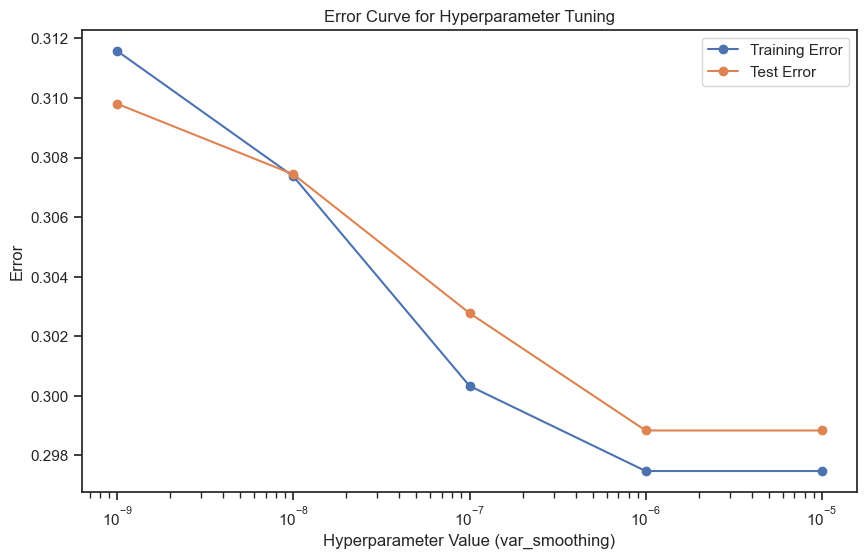 Error Curve for Hyperparameter Tuning
Training Error
Test Error
0.312
0.310
0.308
0.306
0.304
0.302
0.300
0.298
Error
10⁻⁹ 10⁻⁸ 10⁻⁷ 10⁻⁶ 10⁻⁵
Hyperparameter Value (var_smoothing)